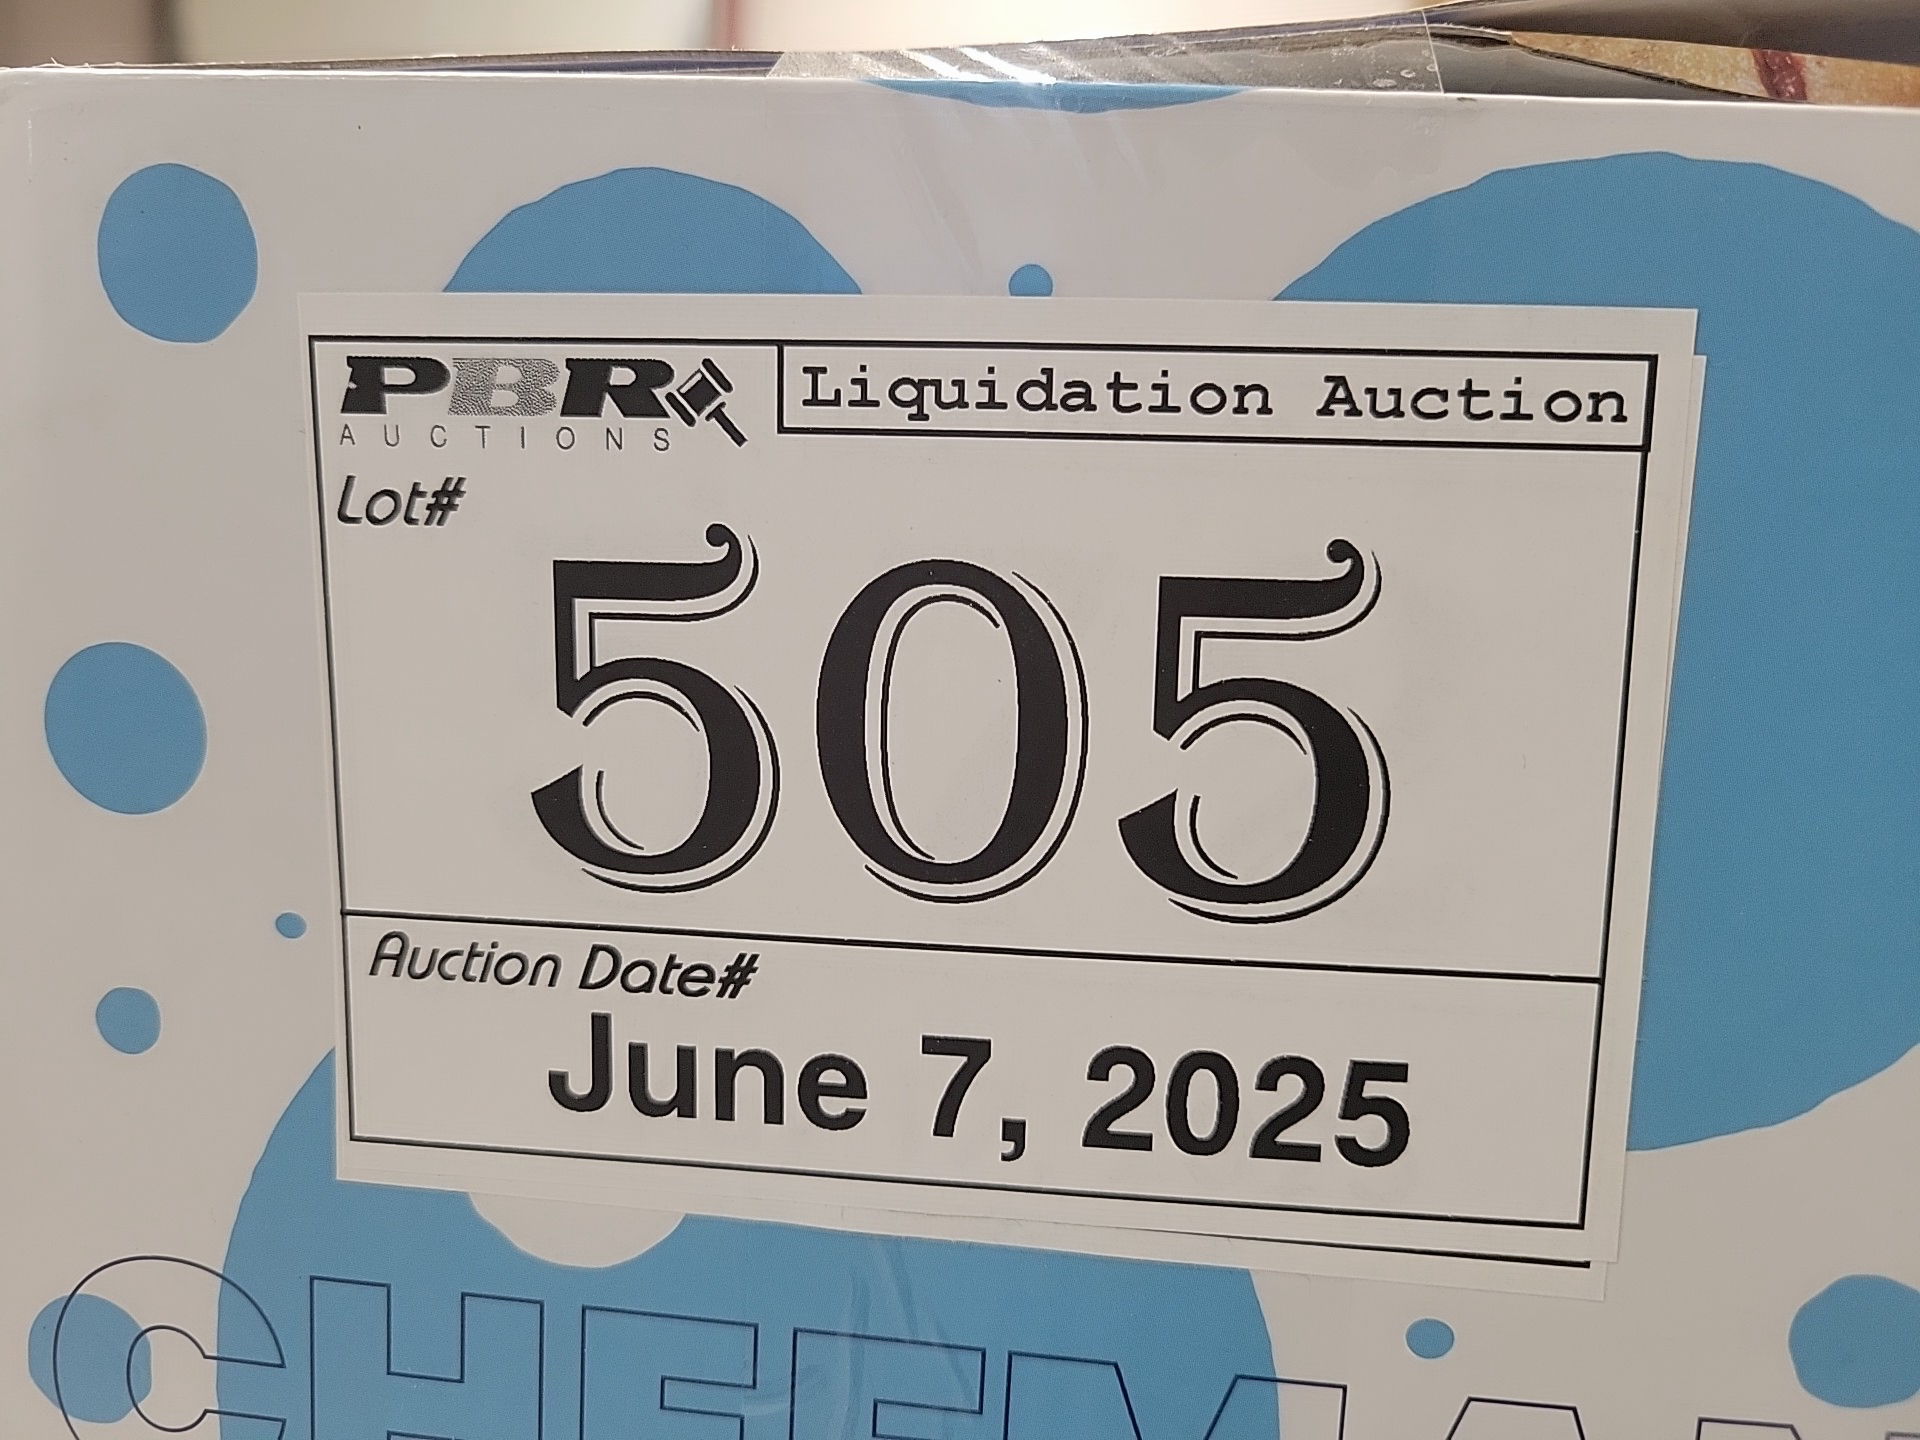 PBR
AUCTIONS
Liquidation Auction
Lot#
505
Auction Date#
June 7, 2025